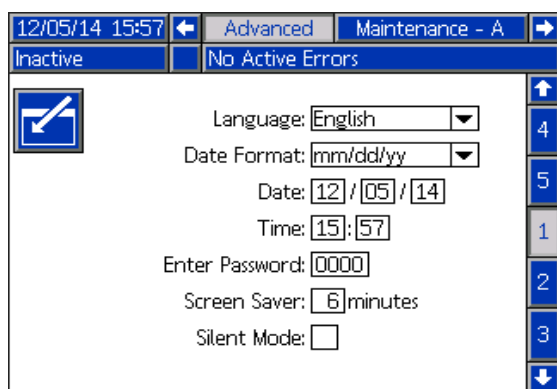 12/05/14 15:57 Advanced Maintenance - A
Inactive No Active Errors
Language: English
4
Date Format: mm/dd/yy
5
Date: 12 / 05 / 14
Time: 15 : 57
1
Enter Password: 0000
2
Screen Saver: 6 minutes
3
Silent Mode: